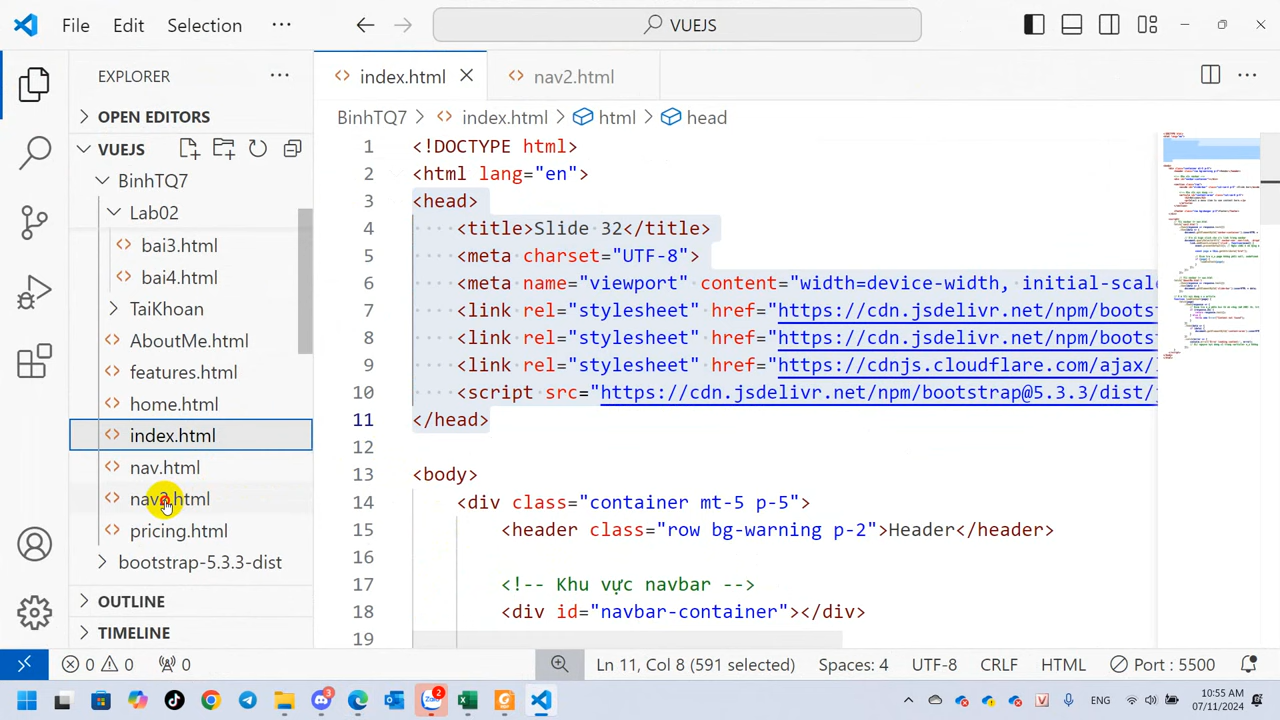 File Edit Selection ··· VUEJS
EXPLORER ···
index.html nav2.html ···
OPEN EDITORS
BinhTQ7 > index.html > html > head
VUEJS
BinhTQ7
Lab02
bai3.html
bai4.html
TaiKhoan
AboutMe.html
features.html
home.html
index.html
nav.html
nav2.html
pricing.html
bootstrap-5.3.3-dist
OUTLINE
TIMELINE
1 <!DOCTYPE html>
2 <html lang="en">
3 <head>
4 ····<title>Slide·32</title>
5 ····<meta·charset="UTF-8">
6 ····<meta·name="viewport"·content="width=device-width,·initial-scale
7 ····<link·rel="stylesheet"·href="https://cdn.jsdelivr.net/npm/boots
8 ····<link·rel="stylesheet"·href="https://cdn.jsdelivr.net/npm/boots
9 ····<link·rel="stylesheet"·href="https://cdnjs.cloudflare.com/ajax/
10 ····<script·src="https://cdn.jsdelivr.net/npm/bootstrap@5.3.3/dist/
11 </head>
12
13 <body>
14 <div class="container mt-5 p-5">
15 <header class="row bg-warning p-2">Header</header>
16
17 <!-- Khu vực navbar -->
18 <div id="navbar-container"></div>
19
0 0 0 Ln 11, Col 8 (591 selected) Spaces: 4 UTF-8 CRLF HTML Port : 5500
3 Zalo 2 ENG 10:55 AM
07/11/2024